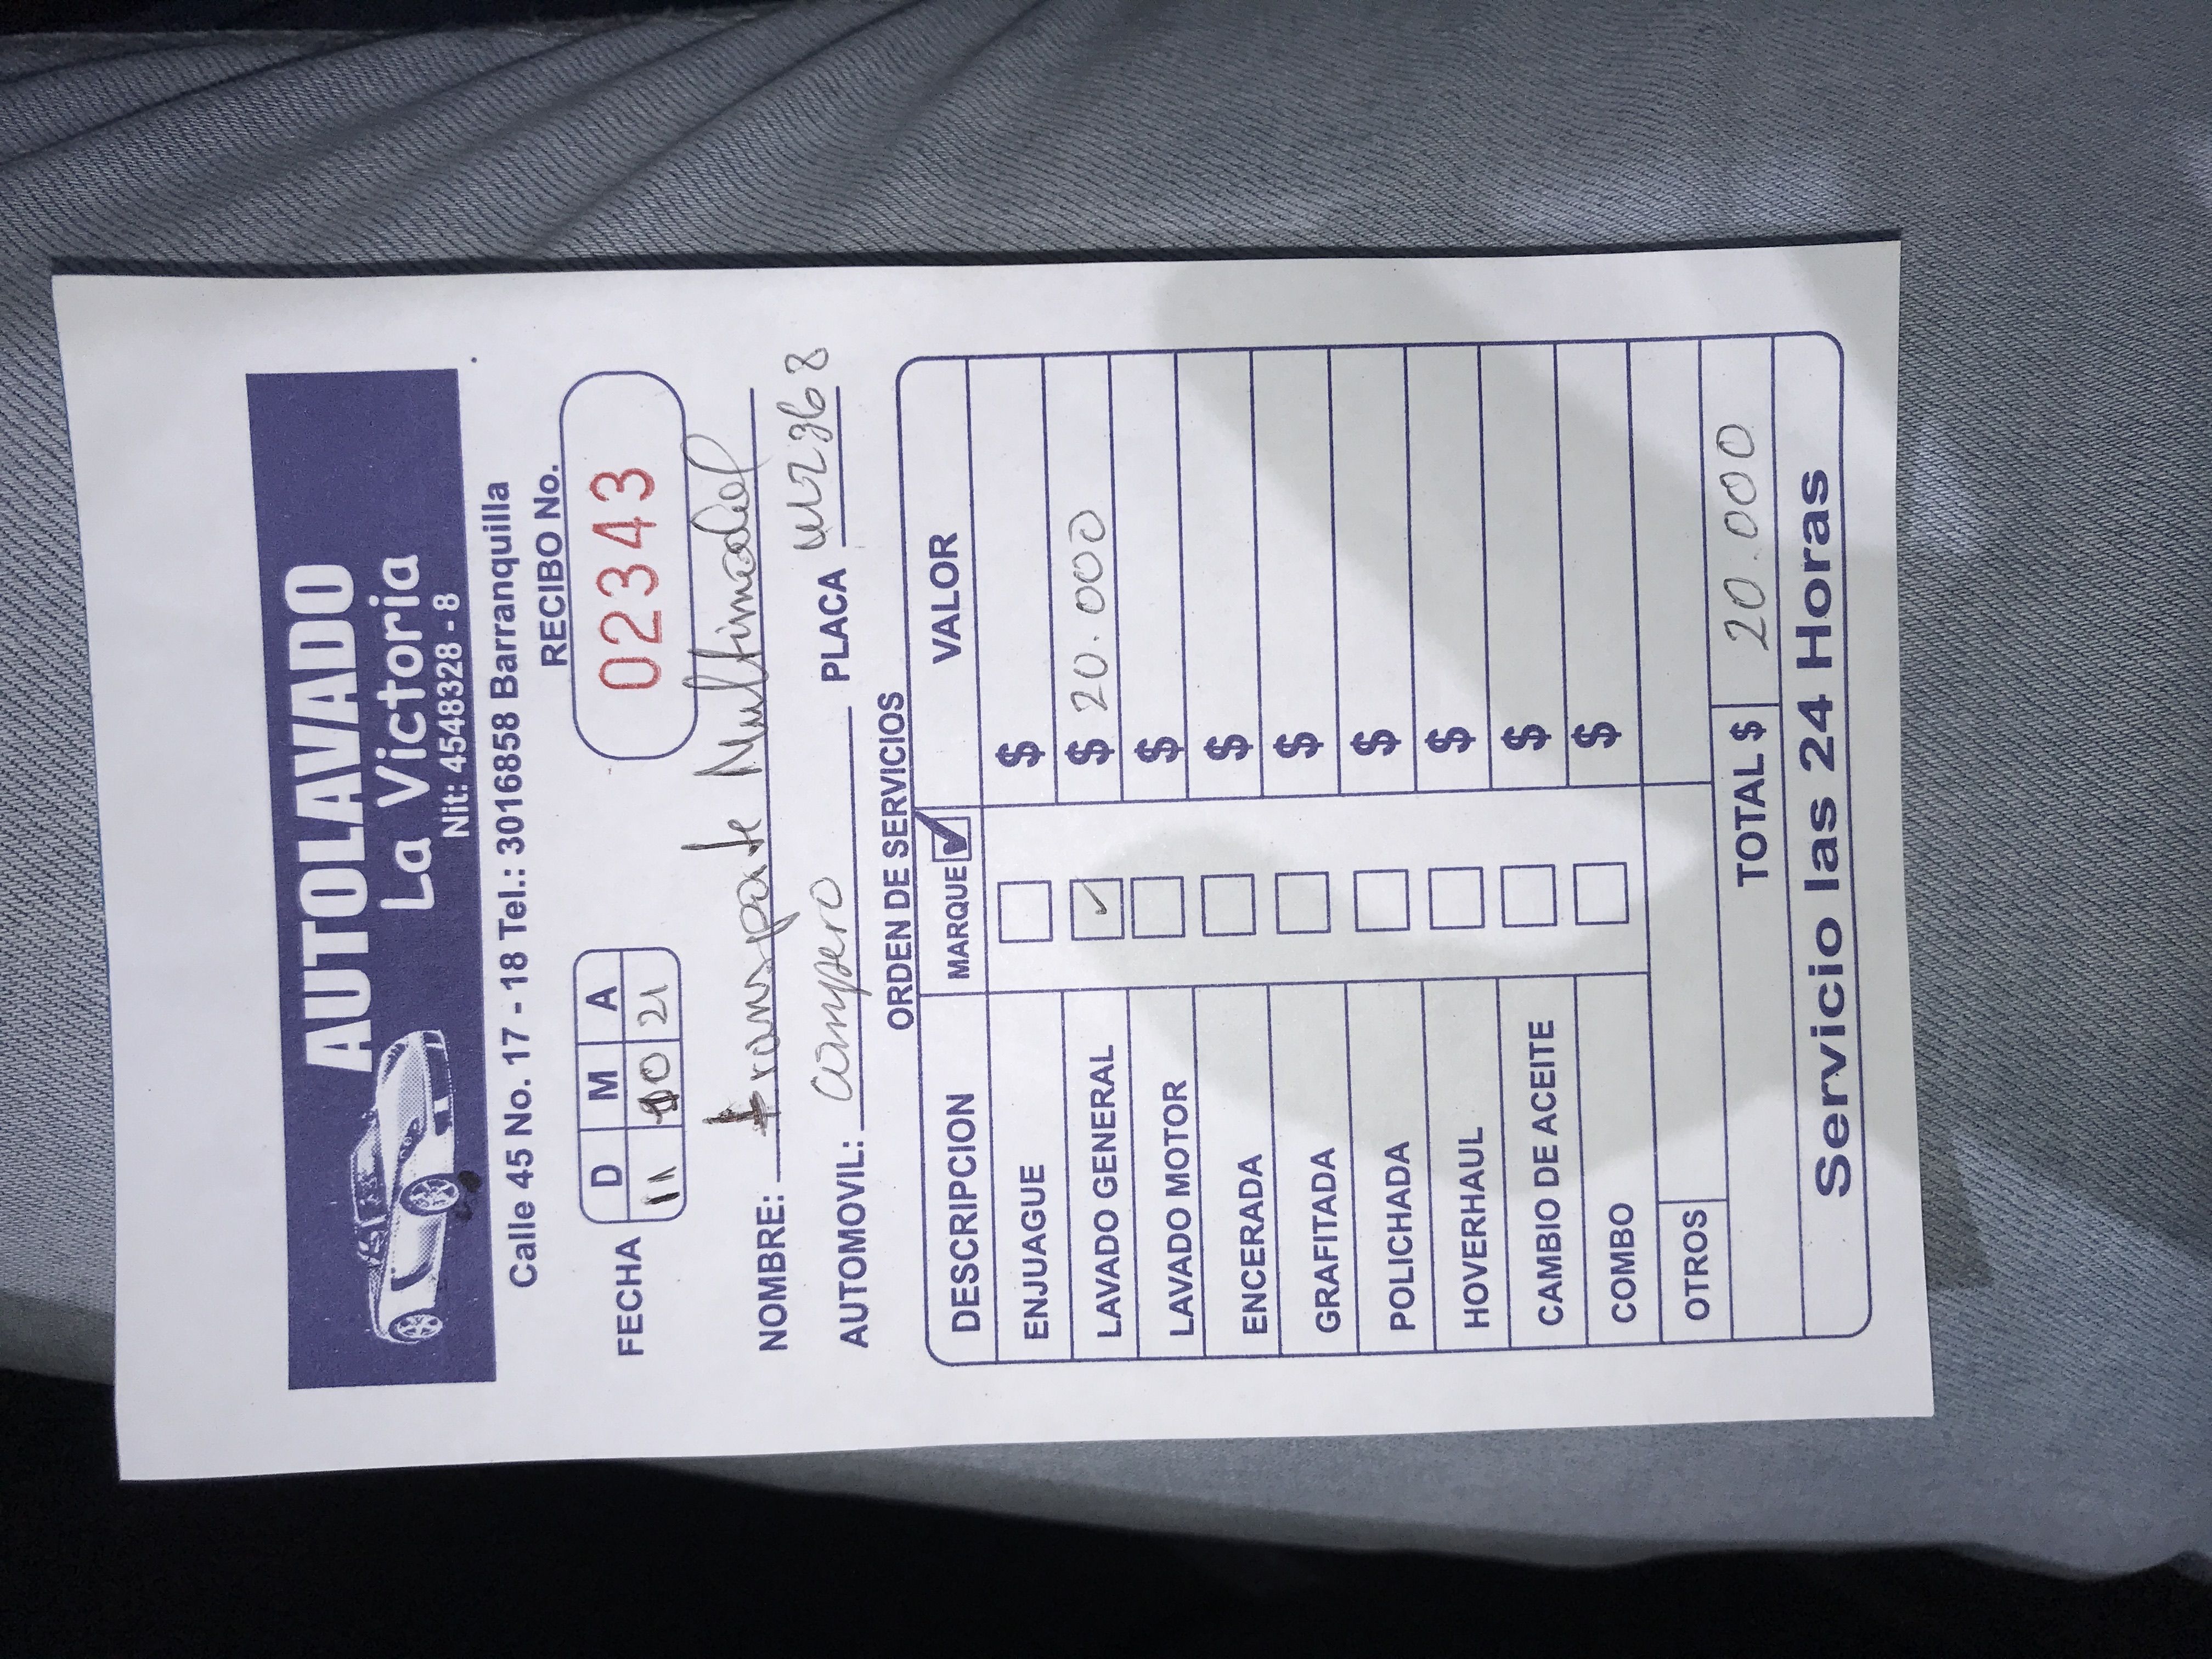 AUTOLAVADO
La Victoria
Nit: 4548328 - 8
Calle 45 No. 17 - 18 Tel.: 3016858 Barranquilla
RECIBO No.
FECHA D M A
11 10 21
02343
NOMBRE: transporte Multimodal
AUTOMOVIL: campero PLACA
ORDEN DE SERVICIOS
DESCRIPCION MARQUE VALOR
ENJUAGUE $
LAVADO GENERAL ✓ $ 20.000
LAVADO MOTOR $
ENCERADA $
GRAFITADA $
POLICHADA $
HOVERHAUL $
CAMBIO DE ACEITE $
COMBO $
OTROS
TOTAL $ 20.000
Servicio las 24 Horas